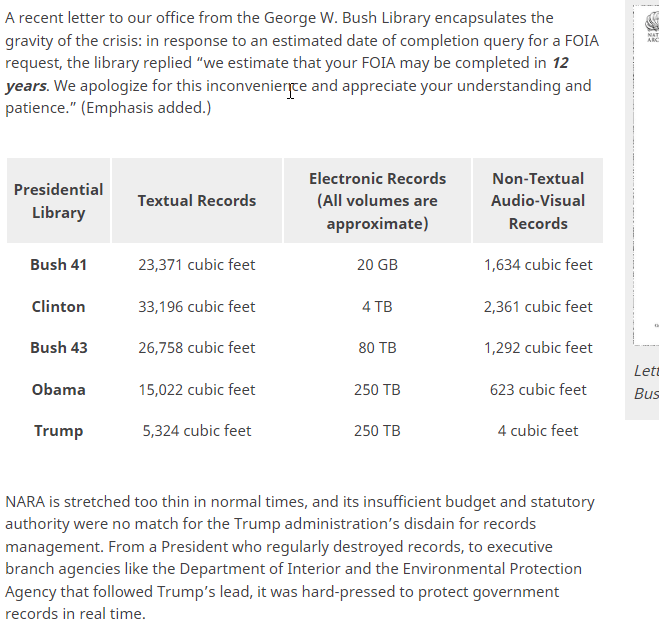 A recent letter to our office from the George W. Bush Library encapsulates the
gravity of the crisis: in response to an estimated date of completion query for a FOIA
request, the library replied “we estimate that your FOIA may be completed in 12
years. We apologize for this inconvenience and appreciate your understanding and
patience.” (Emphasis added.)
Presidential Library Textual Records Electronic Records (All volumes are approximate) Non-Textual Audio-Visual Records
Bush 41 23,371 cubic feet 20 GB 1,634 cubic feet
Clinton 33,196 cubic feet 4 TB 2,361 cubic feet
Bush 43 26,758 cubic feet 80 TB 1,292 cubic feet
Obama 15,022 cubic feet 250 TB 623 cubic feet
Trump 5,324 cubic feet 250 TB 4 cubic feet
NARA is stretched too thin in normal times, and its insufficient budget and statutory
authority were no match for the Trump administration’s disdain for records
management. From a President who regularly destroyed records, to executive
branch agencies like the Department of Interior and the Environmental Protection
Agency that followed Trump’s lead, it was hard-pressed to protect government
records in real time.
Lett
Bus